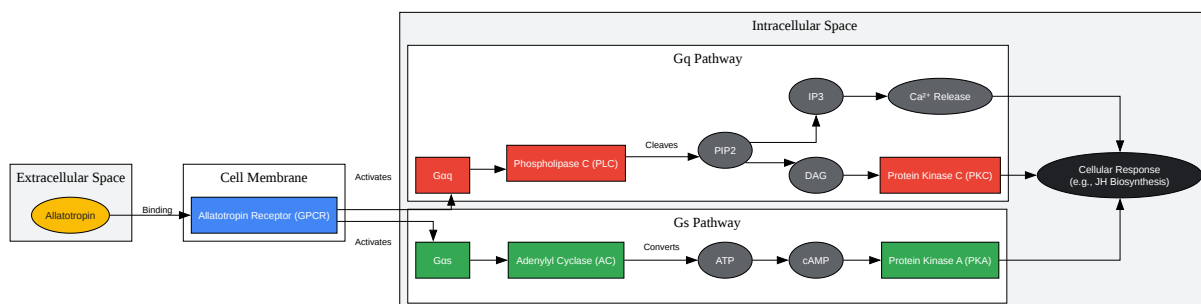 Intracellular Space
Gq Pathway
IP3
Ca²⁺ Release
Cleaves
PIP2
Phospholipase C (PLC)
Gαq
DAG
Protein Kinase C (PKC)
Cellular Response
(e.g., JH Biosynthesis)
Extracellular Space
Allatotropin
Binding
Cell Membrane
Allatotropin Receptor (GPCR)
Activates
Activates
Gs Pathway
Gαs
Adenylyl Cyclase (AC)
Converts
ATP
cAMP
Protein Kinase A (PKA)